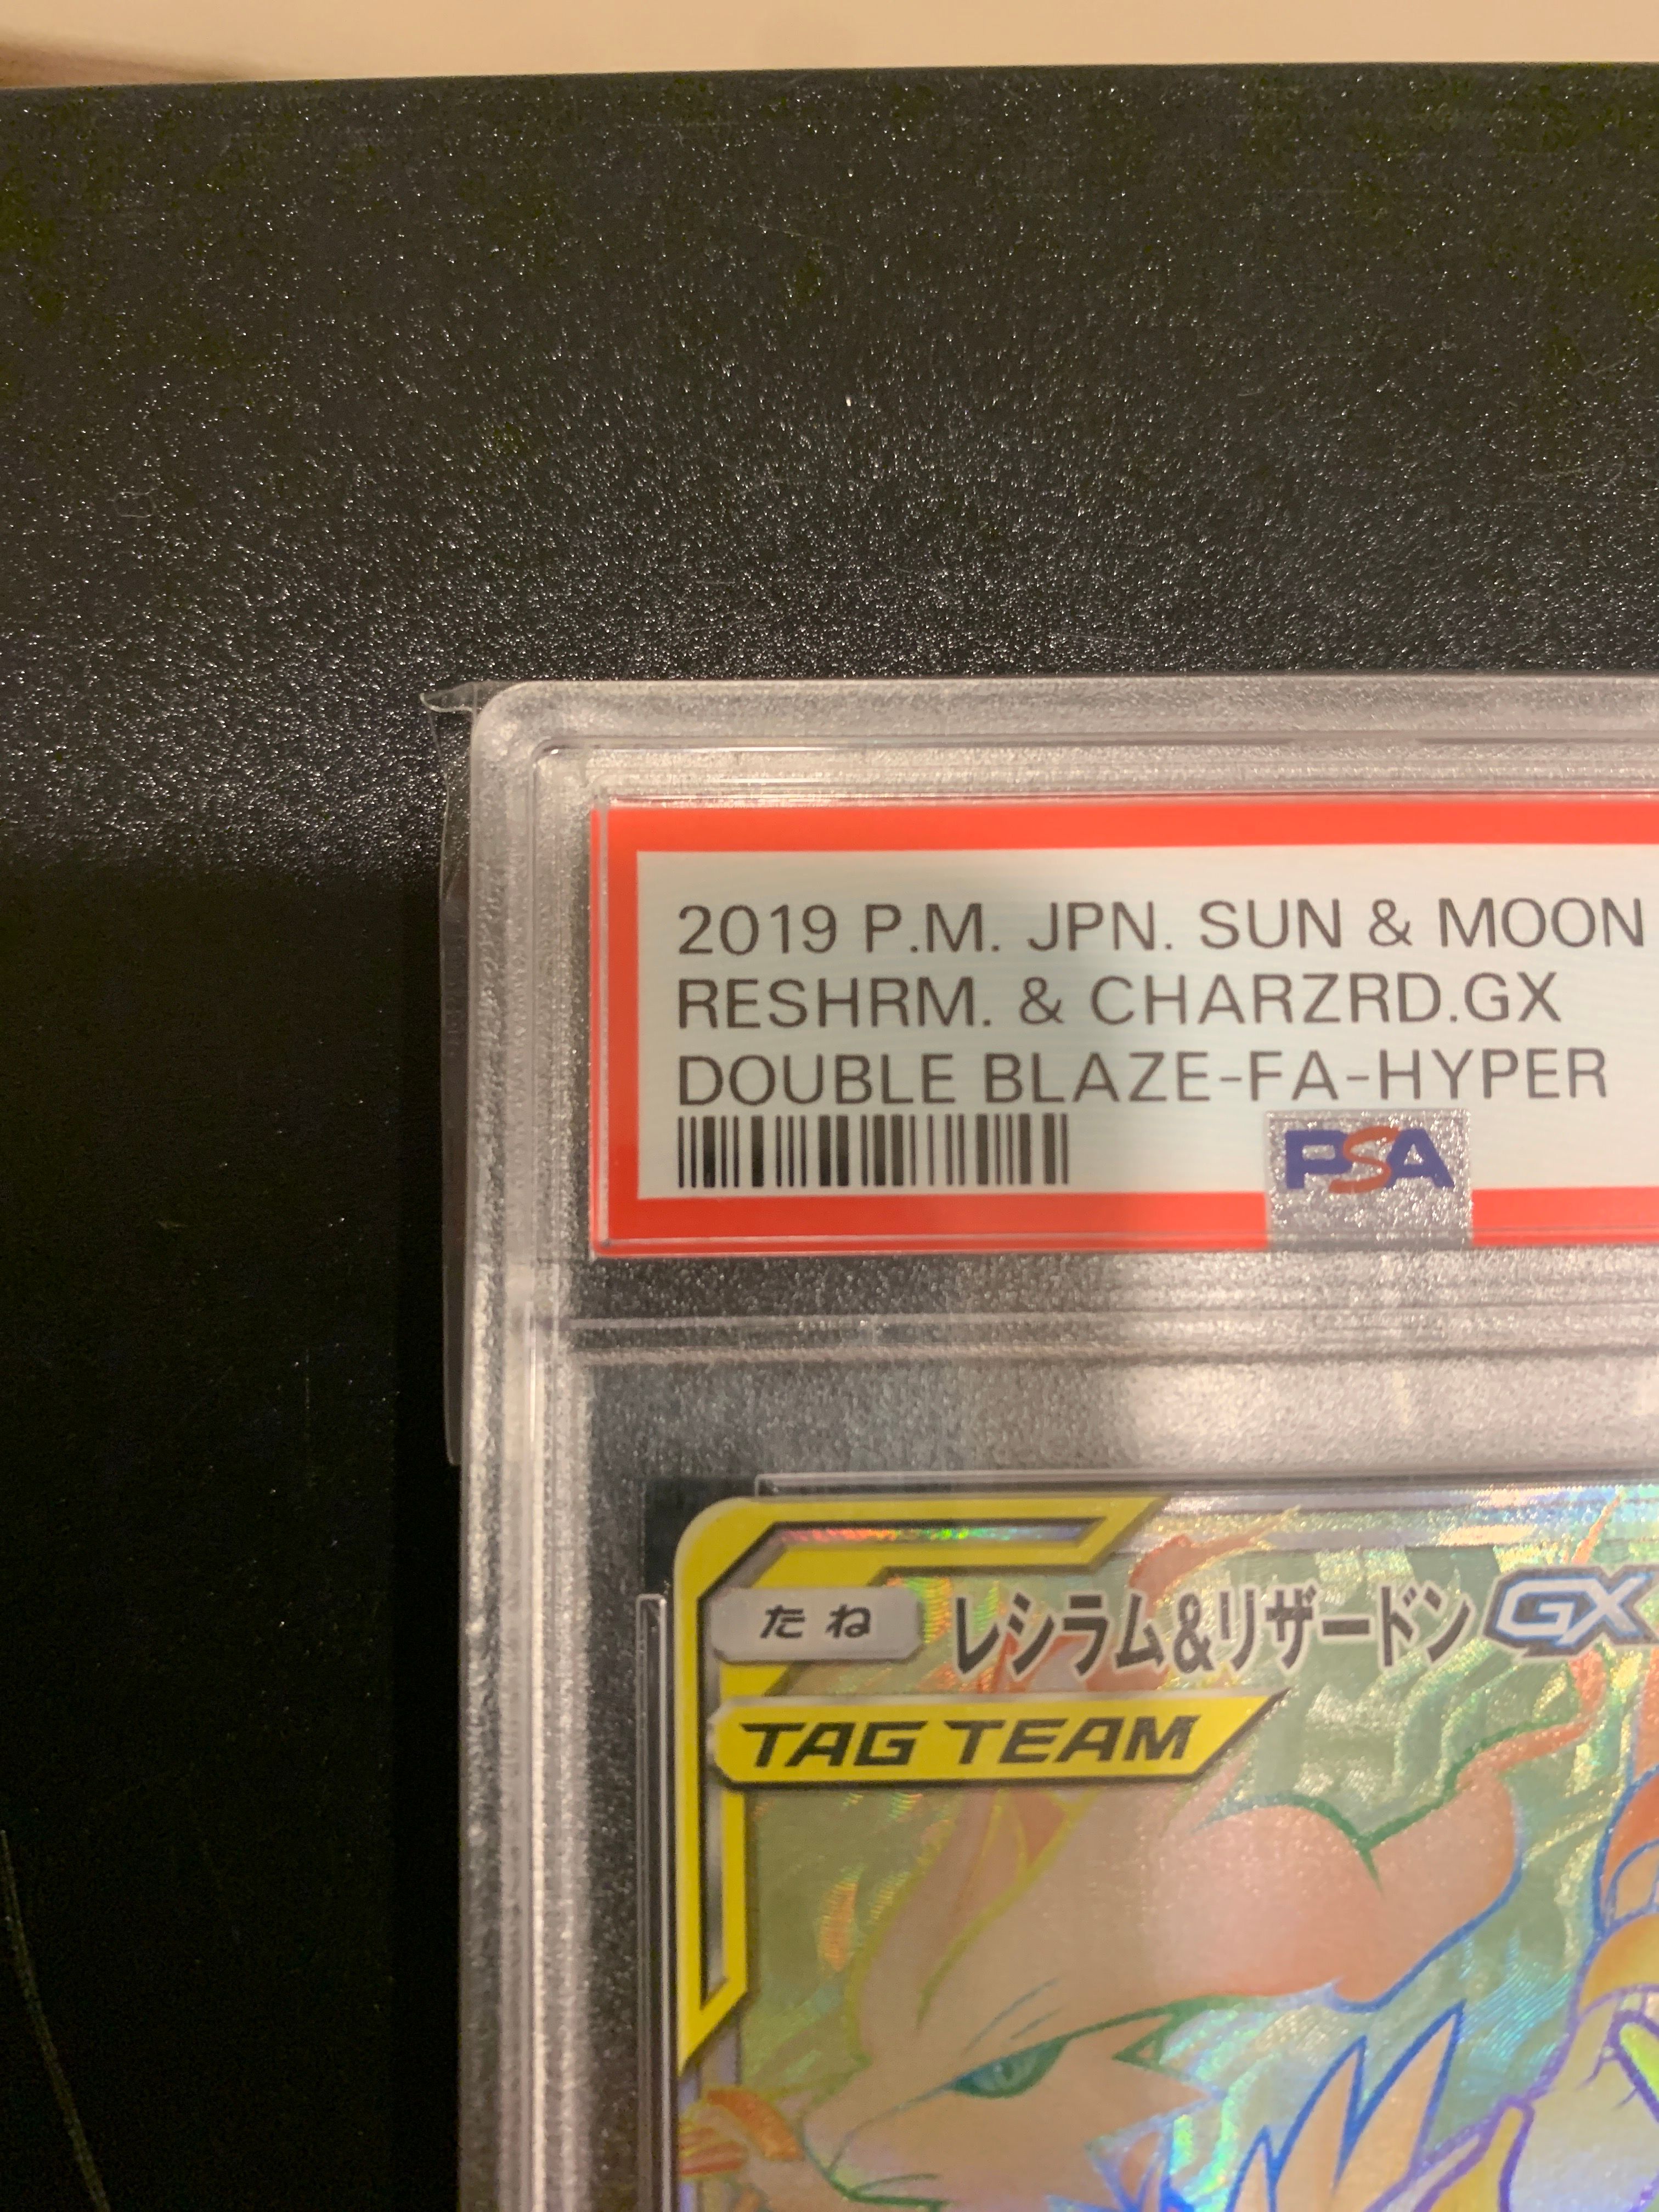 2019 P.M. JPN. SUN & MOON
RESHRM. & CHARZRD.GX
DOUBLE BLAZE-FA-HYPER
PSA
たね レシラム&リザードンGX
TAG TEAM